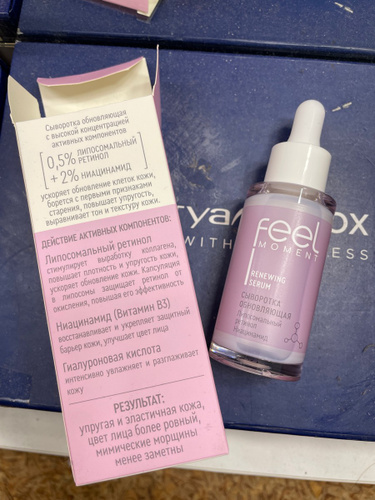 Сыворотка обновляющая
с высокой концентрацией
активных компонентов
0,5% ЛИПОСОМАЛЬНЫЙ
РЕТИНОЛ
+ 2% НИАЦИНАМИД
ускоряет обновление клеток кожи,
борется с первыми признаками
старения, повышает упругость,
выравнивает тон и текстуру кожи.
ДЕЙСТВИЕ АКТИВНЫХ КОМПОНЕНТОВ:
Липосомальный ретинол
стимулирует выработку коллагена,
повышает плотность и упругость кожи,
ускоряет обновление кожи. Капсуляция
в липосомы защищает ретинол от
окисления, повышая его эффективность
Ниацинамид (Витамин B3)
восстанавливает и укрепляет защитный
барьер кожи, улучшает цвет лица
Гиалуроновая кислота
интенсивно увлажняет и разглаживает
кожу
РЕЗУЛЬТАТ:
упругая и эластичная кожа,
цвет лица более ровный,
мимические морщины
менее заметны
feel
MOMENT
RENEWING
SERUM
СЫВОРОТКА
ОБНОВЛЯЮЩАЯ
Липосомальный
ретинол
Ниацинамид
WITH